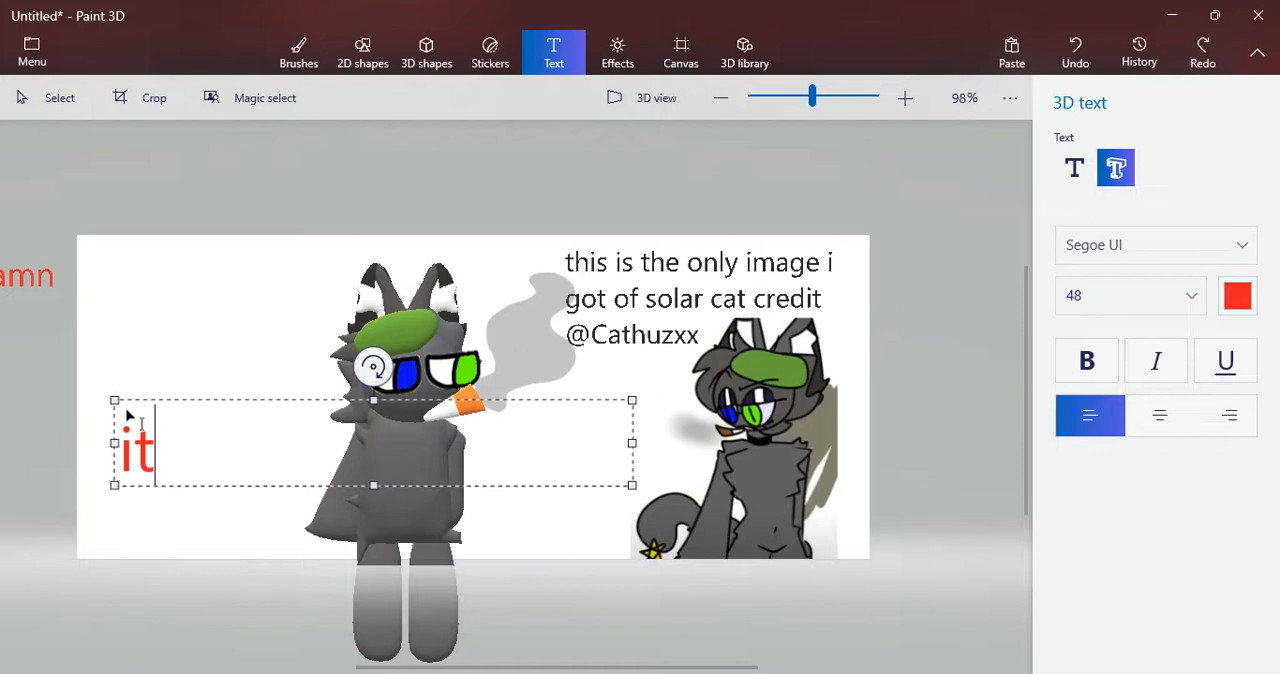 Untitled* - Paint 3D
Menu
Brushes
2D shapes
3D shapes
Stickers
Text
Effects
Canvas
3D library
Paste
Undo
History
Redo
Select
Crop
Magic select
3D view
98%
3D text
Text
Segoe UI
48
B
I
U
amn
this is the only image i
got of solar cat credit
@Cathuzxx
it